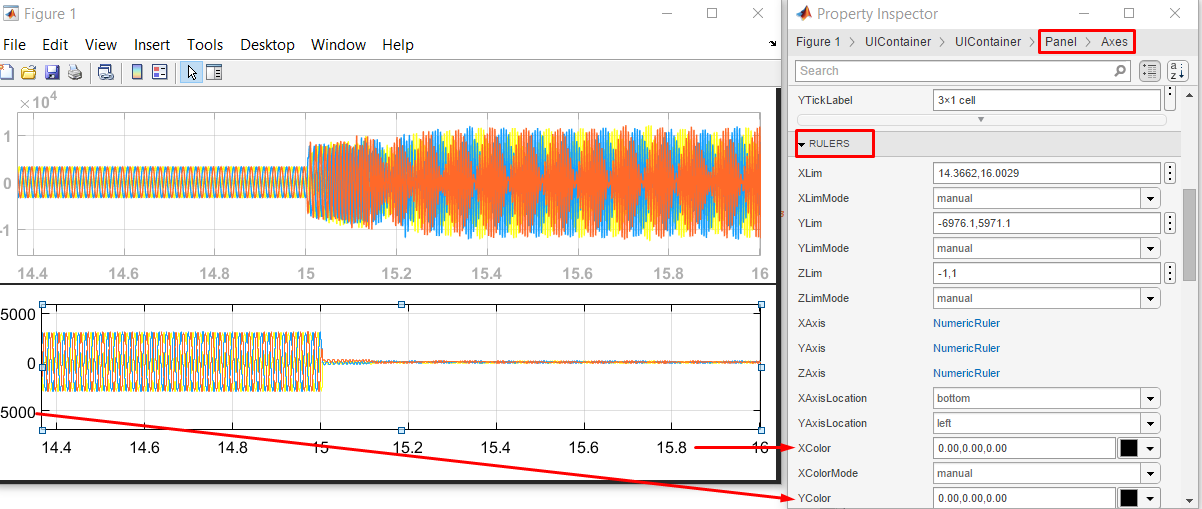 Figure 1
File Edit View Insert Tools Desktop Window Help
×10^4
1
0
-1
14.4 14.6 14.8 15 15.2 15.4 15.6 15.8 16
5000
0
5000
14.4 14.6 14.8 15 15.2 15.4 15.6 15.8 16
Property Inspector
Figure 1 > UIContainer > UIContainer > Panel > Axes
Search
a z
YTickLabel 3×1 cell
RULERS
XLim 14.3662,16.0029
XLimMode manual
YLim -6976.1,5971.1
YLimMode manual
ZLim -1,1
ZLimMode manual
XAxis NumericRuler
YAxis NumericRuler
ZAxis NumericRuler
XAxisLocation bottom
YAxisLocation left
XColor 0.00,0.00,0.00
XColorMode manual
YColor 0.00,0.00,0.00